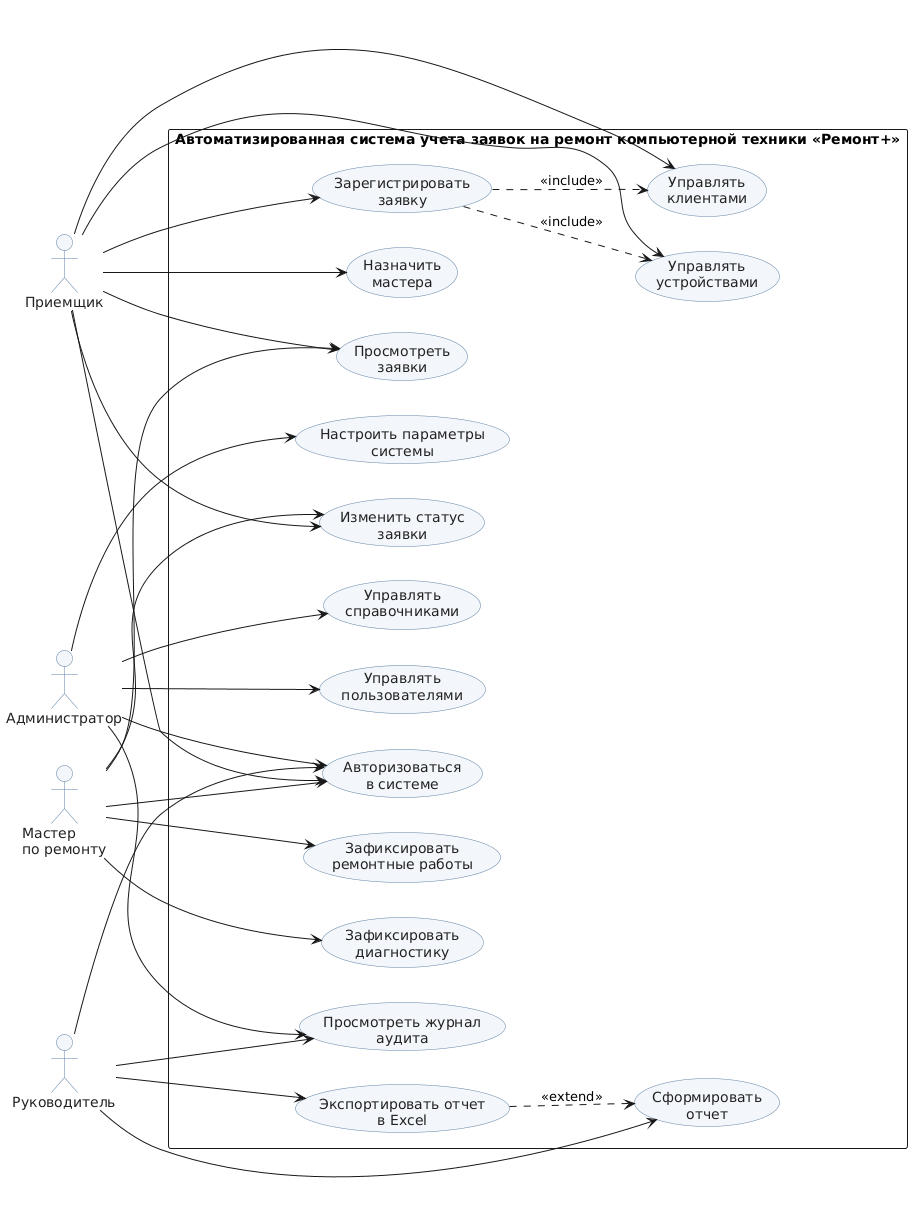 Автоматизированная система учета заявок на ремонт компьютерной техники «Ремонт+»
Зарегистрировать
заявку
«include»
Управлять
клиентами
«include»
Управлять
устройствами
Назначить
мастера
Приемщик
Просмотреть
заявки
Настроить параметры
системы
Изменить статус
заявки
Управлять
справочниками
Управлять
пользователями
Администратор
Авторизоваться
в системе
Мастер
по ремонту
Зафиксировать
ремонтные работы
Зафиксировать
диагностику
Просмотреть журнал
аудита
Руководитель
Экспортировать отчет
в Excel
«extend»
Сформировать
отчет